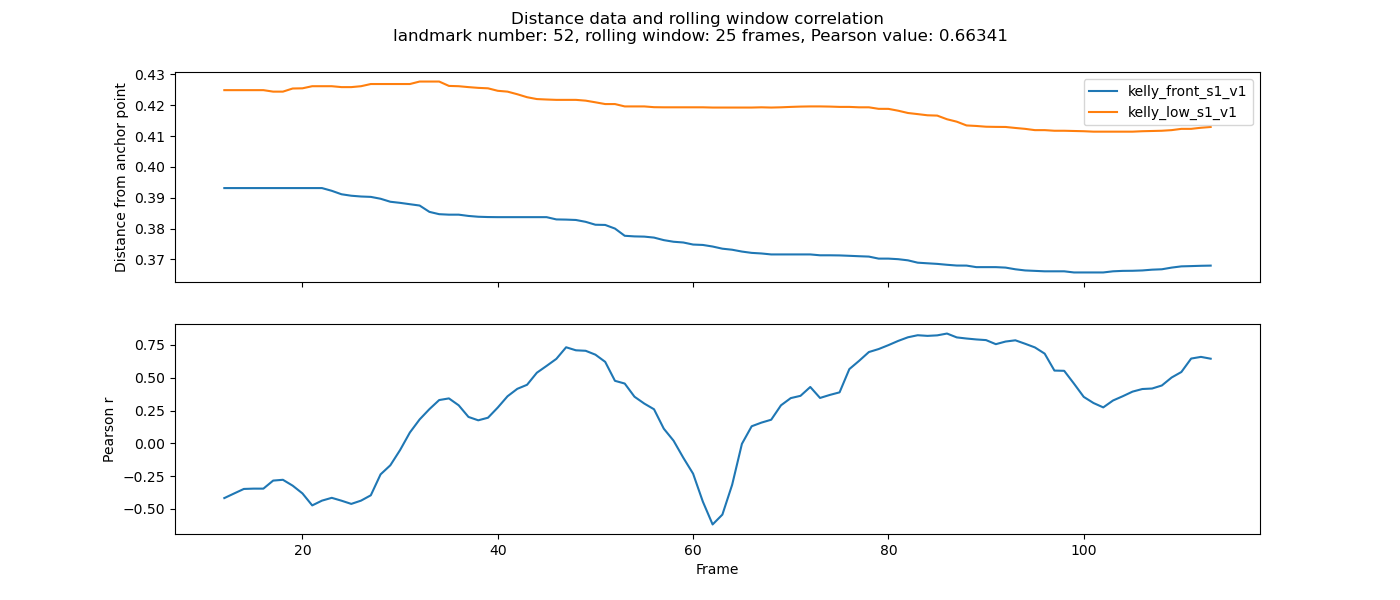 Distance data and rolling window correlation
landmark number: 52, rolling window: 25 frames, Pearson value: 0.66341
Distance from anchor point
0.43
0.42
0.41
0.40
0.39
0.38
0.37
kelly_front_s1_v1
kelly_low_s1_v1
Pearson r
0.75
0.50
0.25
0.00
−0.25
−0.50
20
40
60
80
100
Frame